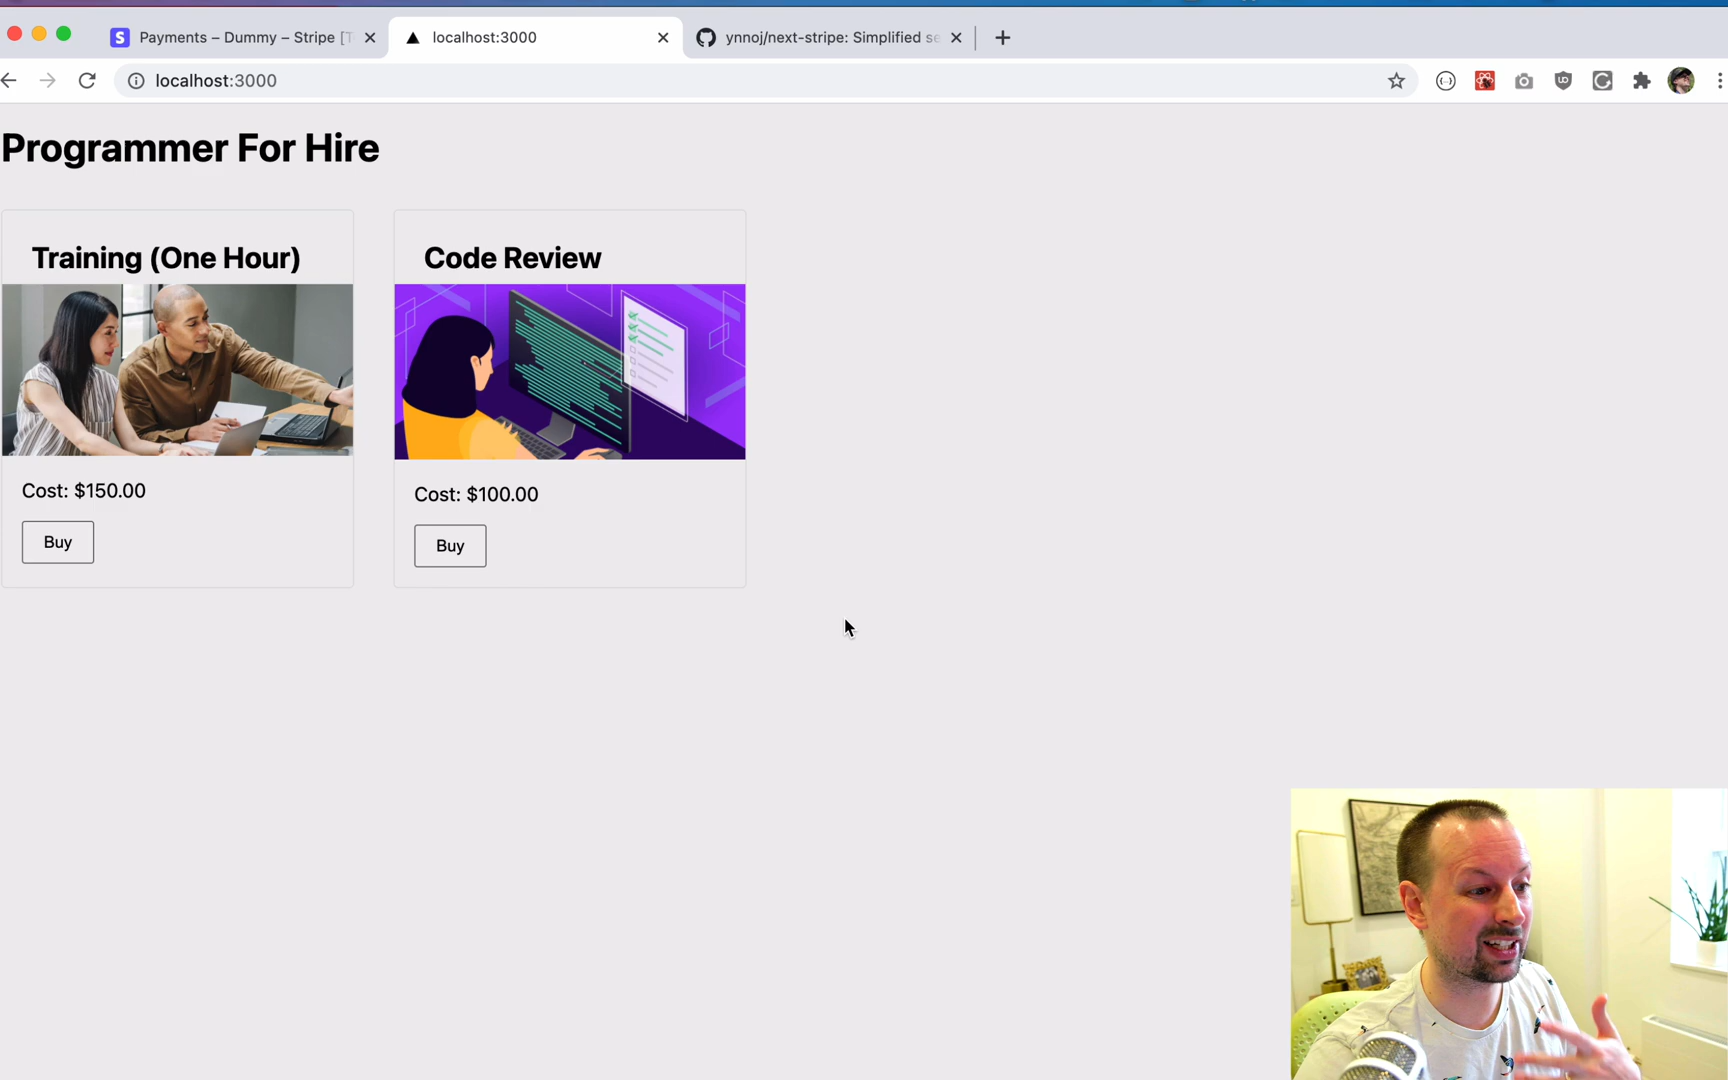 Payments – Dummy – Stripe [T
localhost:3000
ynnoj/next-stripe: Simplified se
localhost:3000
Programmer For Hire
Training (One Hour)
Code Review
Cost: $150.00
Cost: $100.00
Buy
Buy